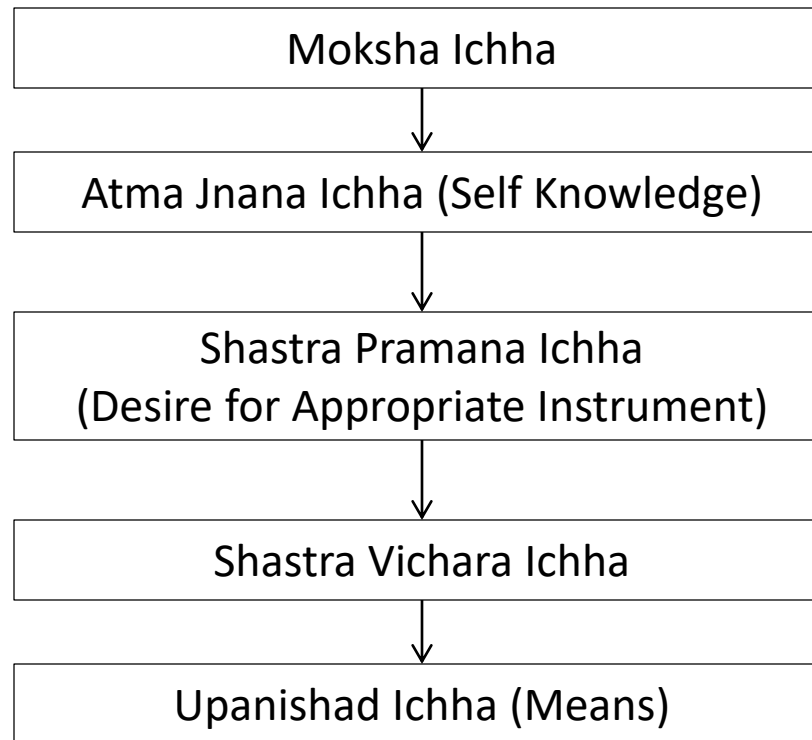 Moksha Ichha
Atma Jnana Ichha (Self Knowledge)
Shastra Pramana Ichha
(Desire for Appropriate Instrument)
Shastra Vichara Ichha
Upanishad Ichha (Means)